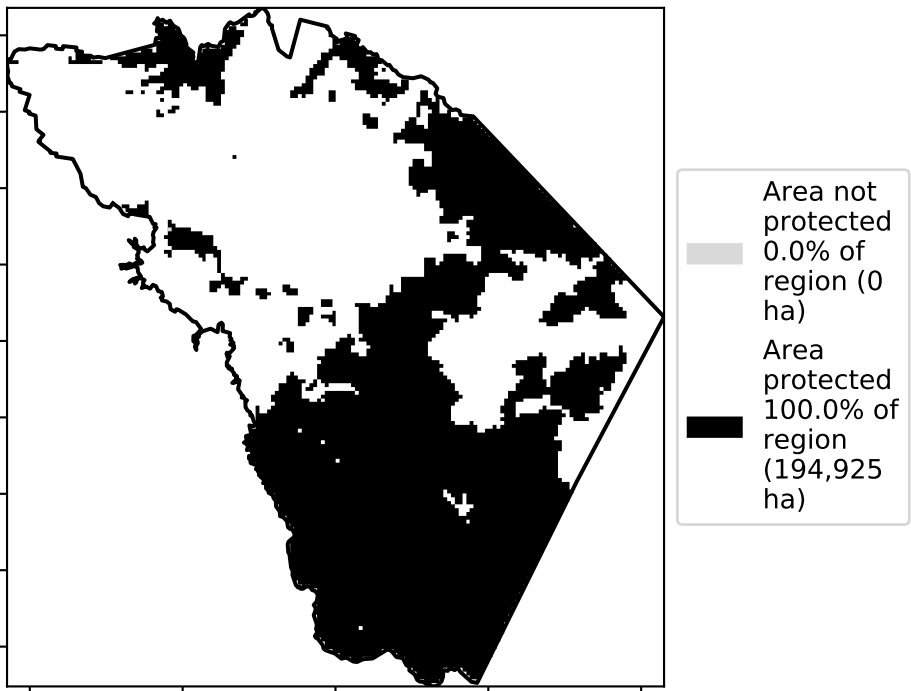 Area not
protected
0.0% of
region (0
ha)
Area
protected
100.0% of
region
(194,925
ha)